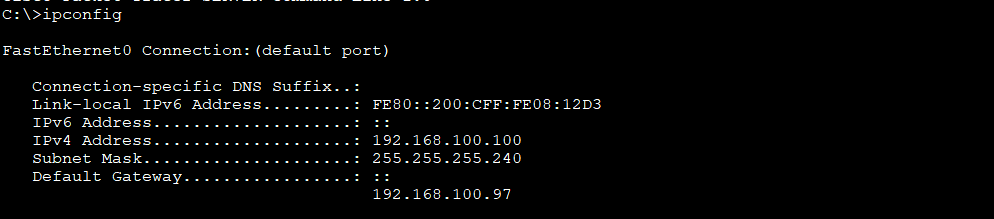 C:\>ipconfig
FastEthernet0 Connection:(default port)
Connection-specific DNS Suffix..:
Link-local IPv6 Address.........: FE80::200:CFF:FE08:12D3
IPv6 Address....................: ::
IPv4 Address....................: 192.168.100.100
Subnet Mask.....................: 255.255.255.240
Default Gateway.................: ::
192.168.100.97